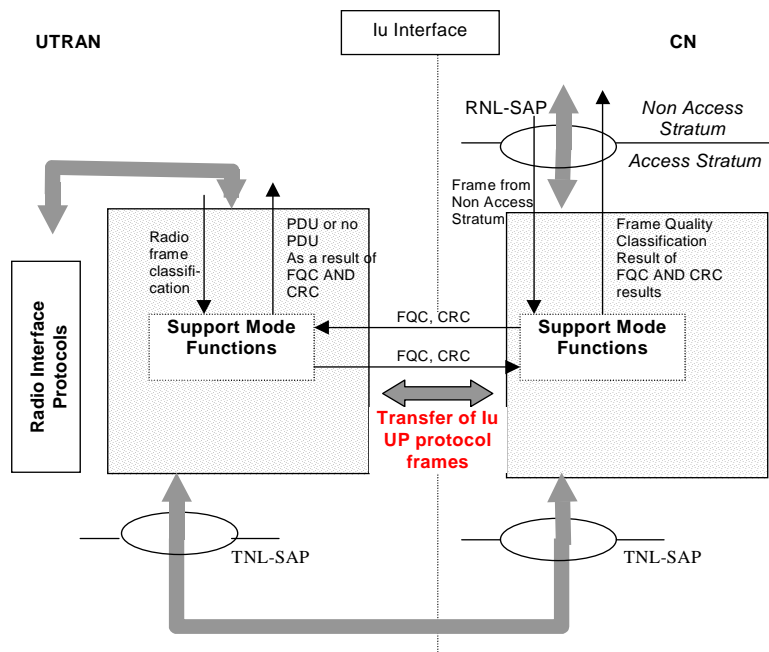 Iu Interface
UTRAN
CN
RNL-SAP
Non Access
Stratum
Access Stratum
Frame from
Non Access
Stratum
Radio
frame
classifi-
cation
PDU or no
PDU
As a result of
FQC AND
CRC
Frame Quality
Classification
Result of
FQC AND CRC
results
Radio Interface
Protocols
Support Mode
Functions
FQC, CRC
FQC, CRC
Support Mode
Functions
Transfer of Iu
UP protocol
frames
TNL-SAP
TNL-SAP